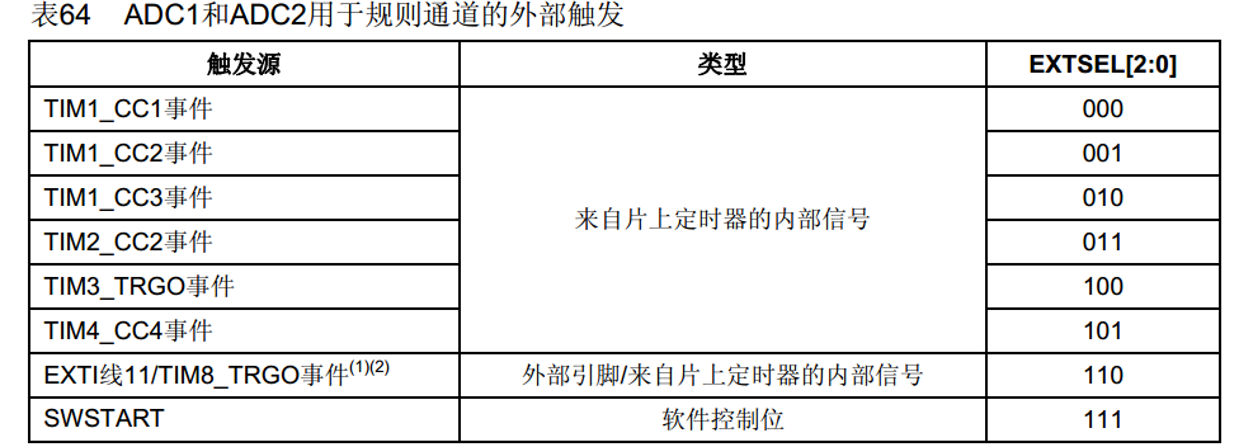 表64 ADC1和ADC2用于规则通道的外部触发
触发源 类型 EXTSEL[2:0]
TIM1_CC1事件 000
TIM1_CC2事件 001
TIM1_CC3事件 010
来自片上定时器的内部信号
TIM2_CC2事件 011
TIM3_TRGO事件 100
TIM4_CC4事件 101
EXTI线11/TIM8_TRGO事件(1)(2) 外部引脚/来自片上定时器的内部信号 110
SWSTART 软件控制位 111